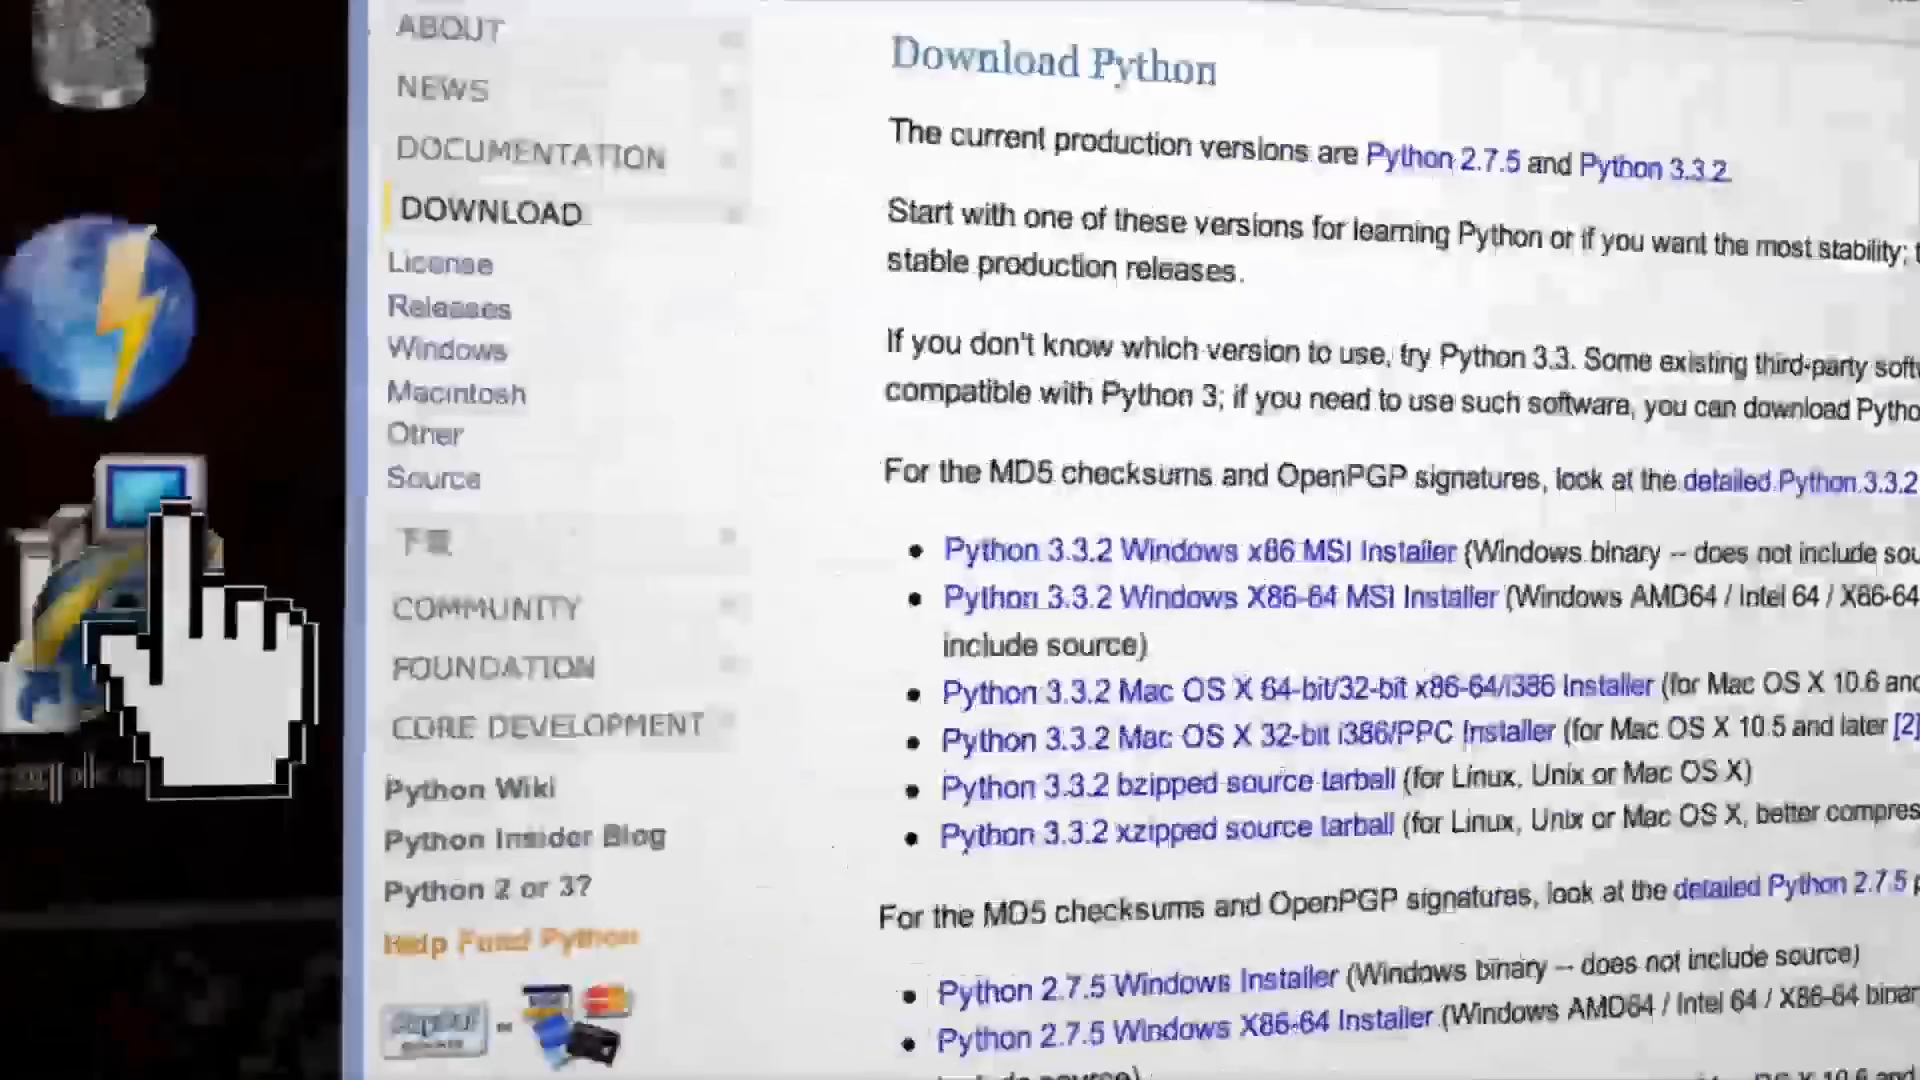 ABOUT
NEWS
DOCUMENTATION
DOWNLOAD
License
Releases
Windows
Macintosh
Other
Source
下載
COMMUNITY
FOUNDATION
CORE DEVELOPMENT
Python Wiki
Python Insider Blog
Python 2 or 3?
Help Fund Python
Download Python
The current production versions are Python 2.7.5 and Python 3.3.2.
Start with one of these versions for learning Python or if you want the most stability;
stable production releases.
If you don't know which version to use, try Python 3.3. Some existing third-party
compatible with Python 3; if you need to use such software, you can download
For the MD5 checksums and OpenPGP signatures, look at the detailed Python 3.3.2
Python 3.3.2 Windows x86 MSI Installer (Windows binary -- does not include
Python 3.3.2 Windows X86-64 MSI Installer (Windows AMD64 / Intel 64 / X86-64
include source)
Python 3.3.2 Mac OS X 64-bit/32-bit x86-64/i386 Installer (for Mac OS X 10.6 and
Python 3.3.2 Mac OS X 32-bit i386/PPC Installer (for Mac OS X 10.5 and later [2]
Python 3.3.2 bzipped source tarball (for Linux, Unix or Mac OS X)
Python 3.3.2 xzipped source tarball (for Linux, Unix or Mac OS X, better
For the MD5 checksums and OpenPGP signatures, look at the detailed Python 2.7.5
Python 2.7.5 Windows Installer (Windows binary -- does not include source)
Python 2.7.5 Windows X86-64 Installer (Windows AMD64 / Intel 64 / X86-64